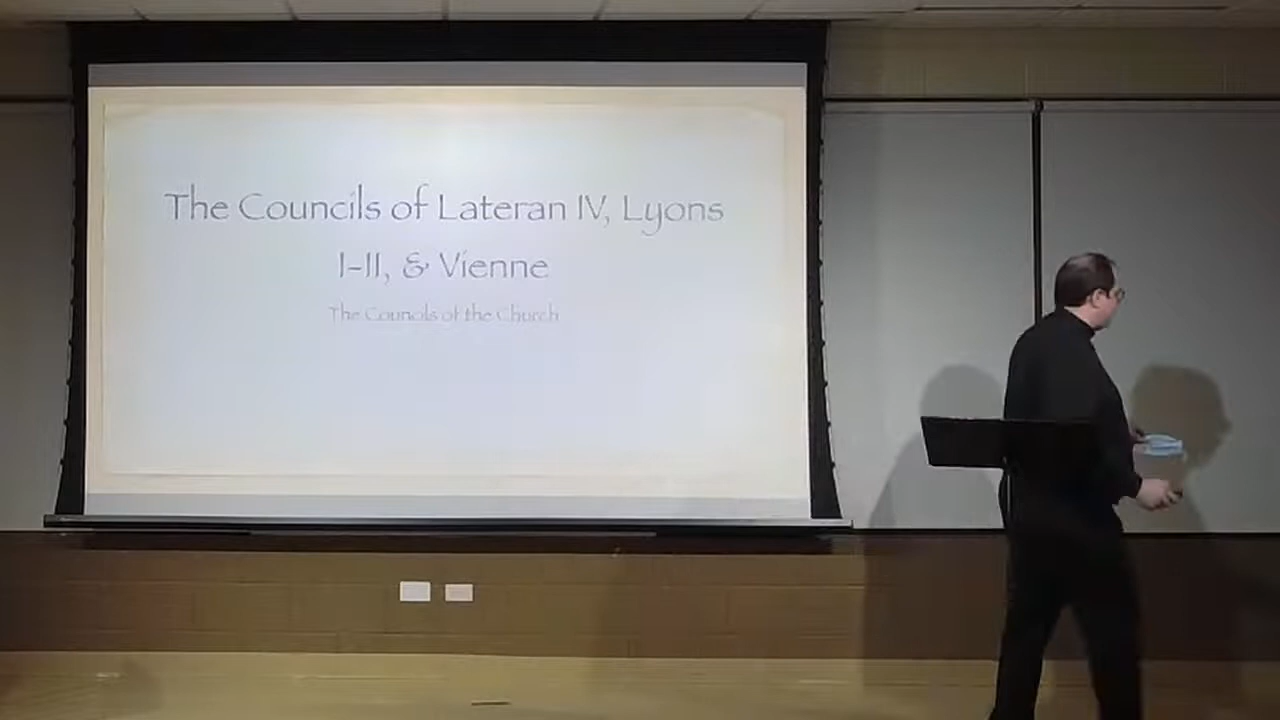 The Councils of Lateran IV, Lyons
I-II, & Vienne
The Councils of the Church